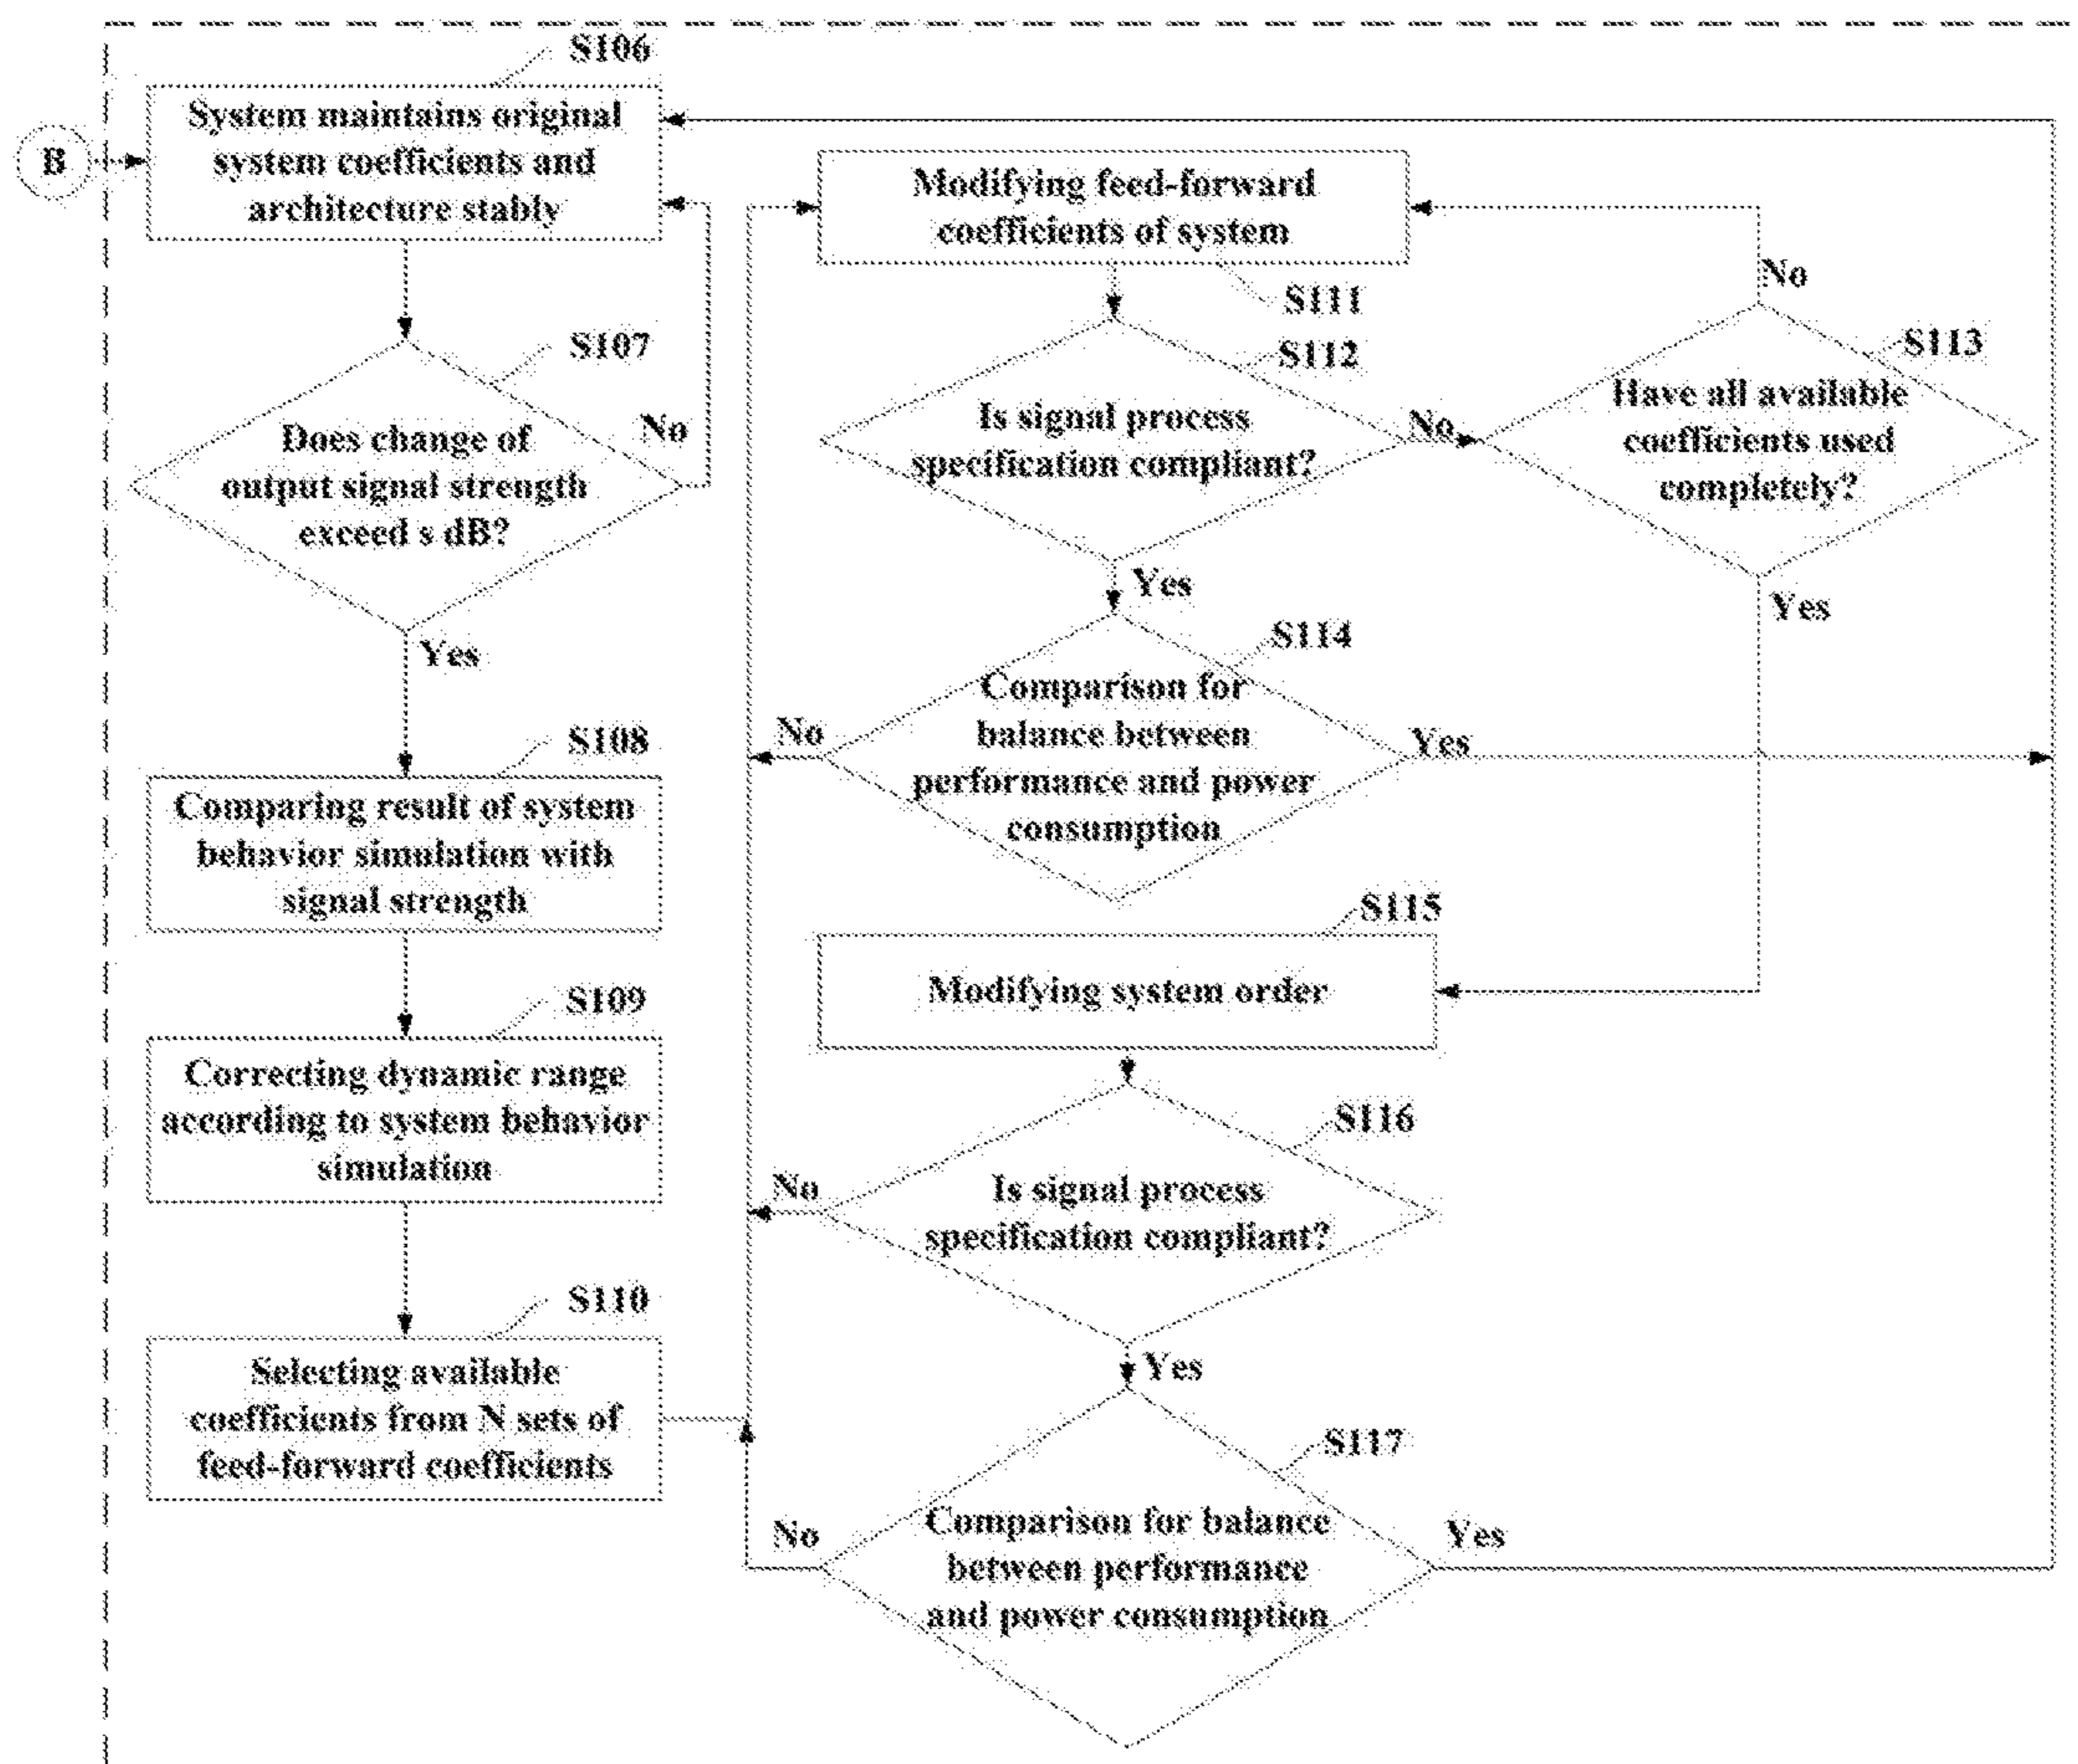 S106
B
System maintains original
system coefficients and
architecture stably
S107
Does change of
output signal strength
exceed s dB?
No
Yes
S108
Comparing result of system
behavior simulation with
signal strength
S109
Correcting dynamic range
according to system behavior
simulation
S110
Selecting available
coefficients from N sets of
feed-forward coefficients
Modifying feed-forward
coefficients of system
S111
S112
Is signal process
specification compliant?
No
Yes
S113
Have all available
coefficients used
completely?
No
Yes
S114
Comparison for
balance between
performance and power
consumption
No
Yes
S115
Modifying system order
S116
Is signal process
specification compliant?
No
Yes
S117
Comparison for balance
between performance
and power consumption
No
Yes